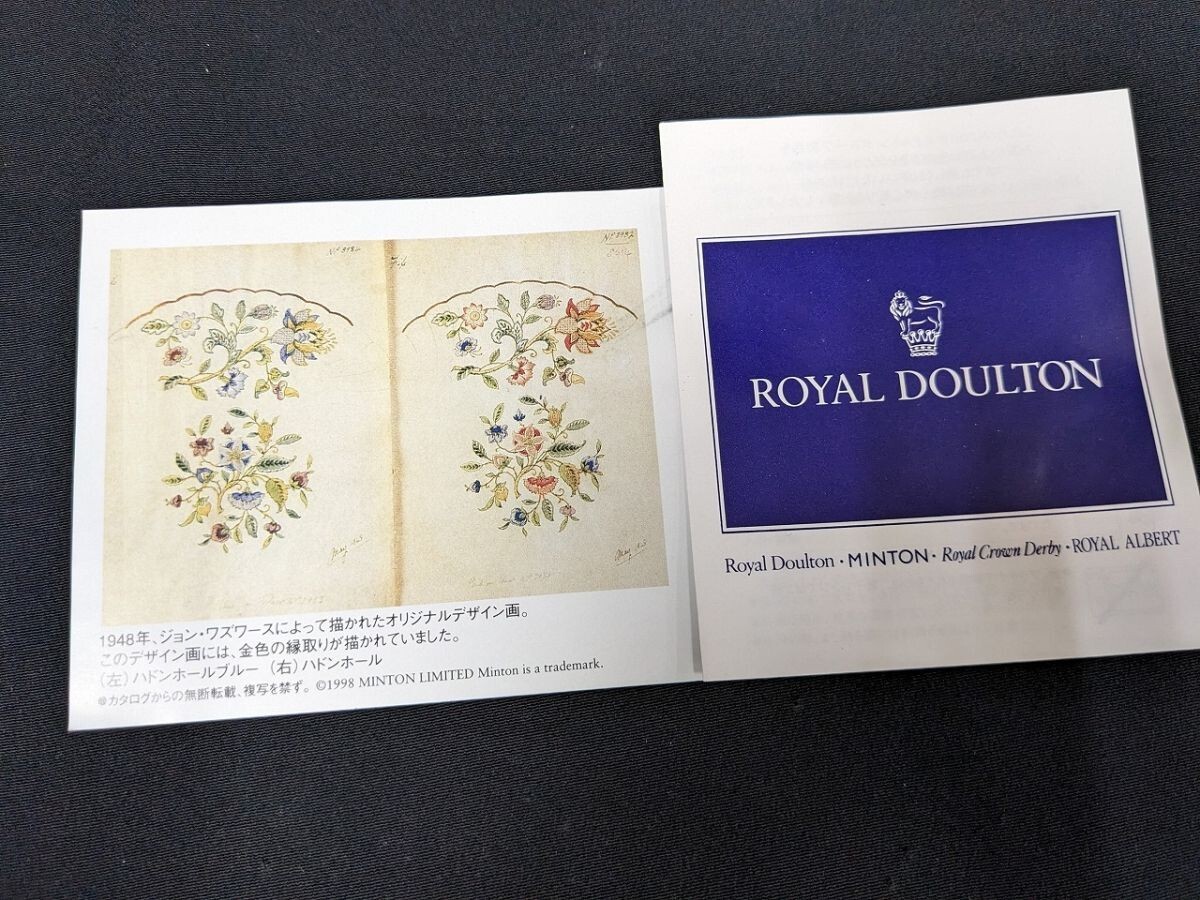 1948年、ジョン・ワズワースによって描かれたオリジナルデザイン画。
このデザイン画には、金色の縁取りが描かれていました。
(左)ハドンホールブルー (右)ハドンホール
@カタログからの無断転載、複写を禁ず。 ©1998 MINTON LIMITED Minton is a trademark.
ROYAL DOULTON
Royal Doulton · MINTON · Royal Crown Derby · ROYAL ALBERT